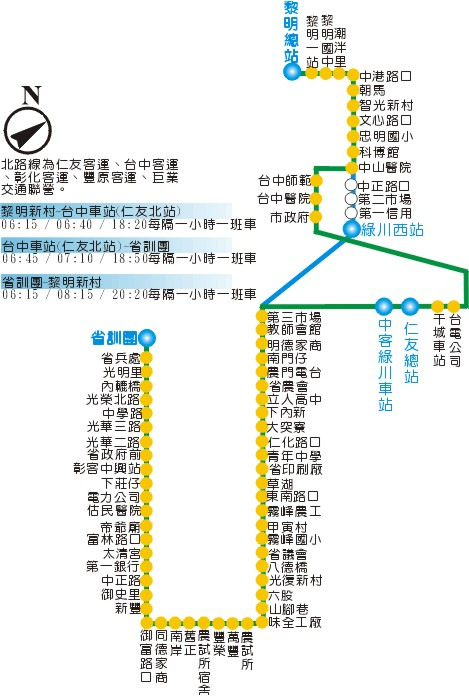 黎明總站
黎明一站
黎明國中
潮洋里
中港路口
朝馬
智光新村
文心路口
忠明國小
科博館
中山醫院
中正路口
第二市場
第一信用
綠川西站
台中師範
台中醫院
市政府
N
北路線為仁友客運、台中客運
、彰化客運、豐原客運、巨業
交通聯營。
黎明新村-台中車站(仁友北站)
06:15 / 06:40 / 18:20每隔一小時一班車
台中車站(仁友北站)-省訓團
06:45 / 07:10 / 18:50每隔一小時一班車
省訓團-黎明新村
06:15 / 08:15 / 20:20每隔一小時一班車
中客綠川車站
仁友總站
干城車站
台電公司
第三市場
教師會館
明德家商
南門仔
農門電台
省農會
立人高中
下內新
大突寮
仁化路口
青年中學
省印刷廠
草湖
東南路口
霧峰農工
甲寅村
霧峰國小
省議會
八德橋
光復新村
六股
山腳巷
味全工廠
省訓團
省兵處
光明里
內轆橋
光榮北路
中學路
光華三路
光華二路
省政府前
彰客中興站
下莊仔
電力公司
佑民醫院
帝爺廟
富林路口
太清宮
第一銀行
中正路
御史里
新豐
御富路口
同德家商
南岸
舊正
農試所宿舍
豐榮
萬豐
農試所